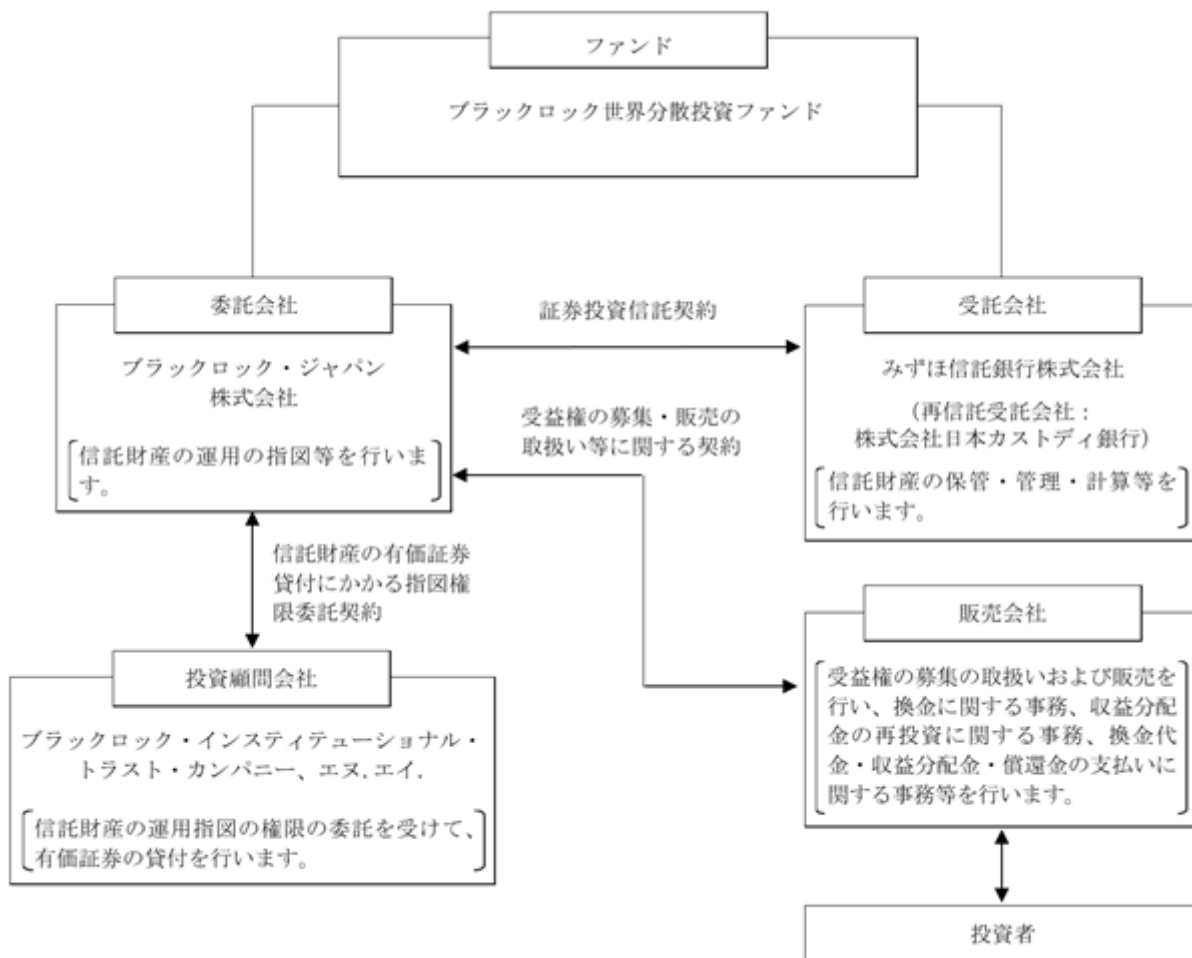 ファンド
ブラックロック世界分散投資ファンド
委託会社
ブラックロック・ジャパン
株式会社
信託財産の運用の指図等を行いま
す。
証券投資信託契約
受益権の募集・販売の
取扱い等に関する契約
受託会社
みずほ信託銀行株式会社
(再信託受託会社:
株式会社日本カストディ銀行)
信託財産の保管・管理・計算等を
行います。
信託財産の有価証券
貸付にかかる指図権
限委託契約
投資顧問会社
ブラックロック・インスティテューショナル・
トラスト・カンパニー、エヌ.エイ.
信託財産の運用指図の権限の委託を受けて、
有価証券の貸付を行います。
販売会社
受益権の募集の取扱いおよび販売を
行い、換金に関する事務、収益分配
金の再投資に関する事務、換金代
金・収益分配金・償還金の支払いに
関する事務等を行います。
投資者